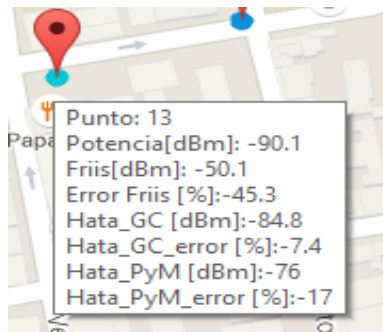 Punto: 13
Papa
Potencia[dBm]: -90.1
Friis[dBm]: -50.1
Error Friis [%]:-45.3
Hata_GC [dBm]:-84.8
Hata_GC_error [%]:-7.4
Hata_PyM [dBm]:-76
Hata_PyM_error [%]:-17